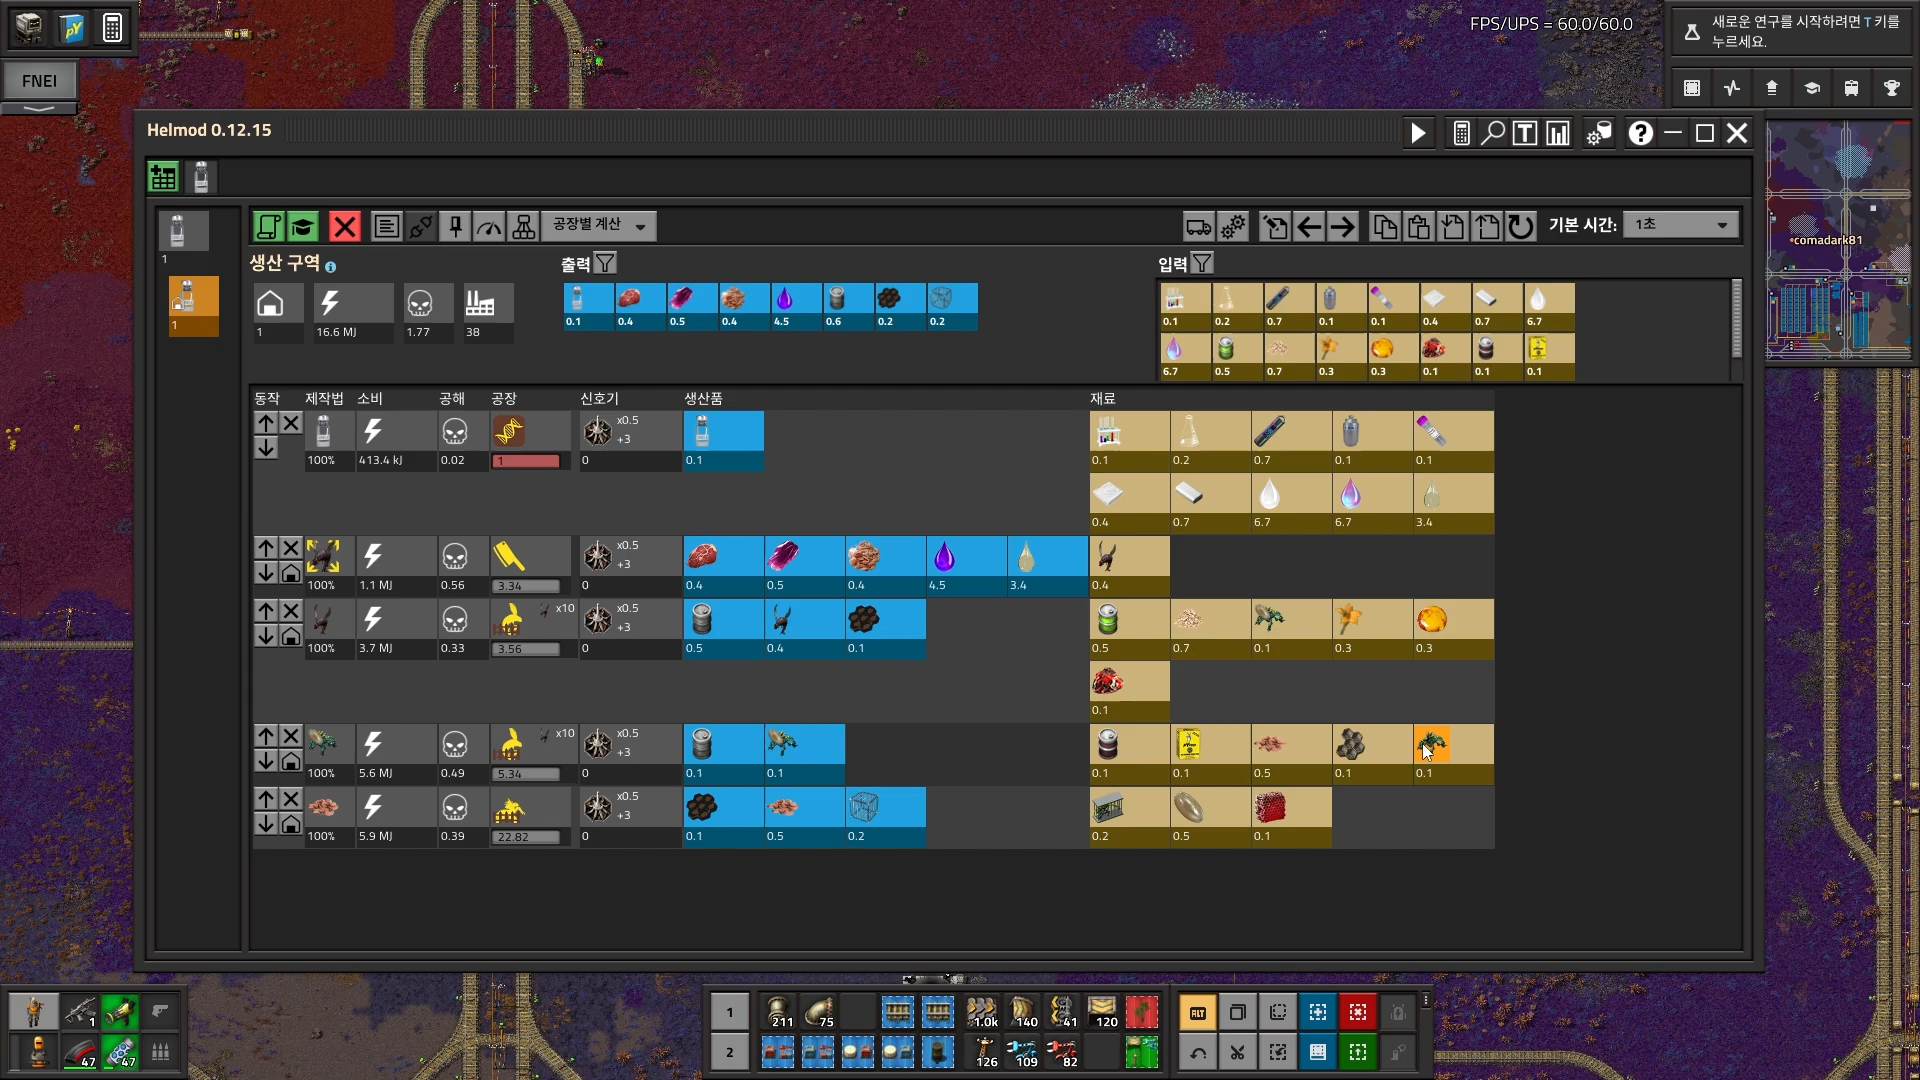 FPS/UPS = 60.0/60.0
새로운 연구를 시작하려면 T 키를
누르세요.
FNEI
Helmod 0.12.15
comadark81
공장별 계산
기본 시간: 1초
1
1
생산 구역
출력
입력
1 16.6 MJ 1.77 38
0.1 0.4 0.5 0.4 4.5 0.6 0.2 0.2
0.1 0.2 0.7 0.1 0.1 0.4 0.7 6.7
6.7 0.5 0.7 0.3 0.3 0.1 0.1 0.1
동작 제작법 소비 공해 공장 신호기 생산품 재료
x0.5
+3
100% 413.4 kJ 0.02 1 0 0.1 0.1 0.2 0.7 0.1 0.1
0.4 0.7 6.7 6.7 3.4
x0.5
+3
100% 1.1 MJ 0.56 3.34 0 0.4 0.5 0.4 4.5 3.4 0.4
x10 x0.5
+3
100% 3.7 MJ 0.33 3.56 0 0.5 0.4 0.1 0.5 0.7 0.1 0.3 0.3
0.1
x10 x0.5
+3
100% 5.6 MJ 0.49 5.34 0 0.1 0.1 0.1 0.1 0.5 0.1 0.1
x0.5
+3
100% 5.9 MJ 0.39 22.82 0 0.1 0.5 0.2 0.2 0.5 0.1
1
47 47
1 211 75 1.0k 140 41 120
2 126 109 82
ALT